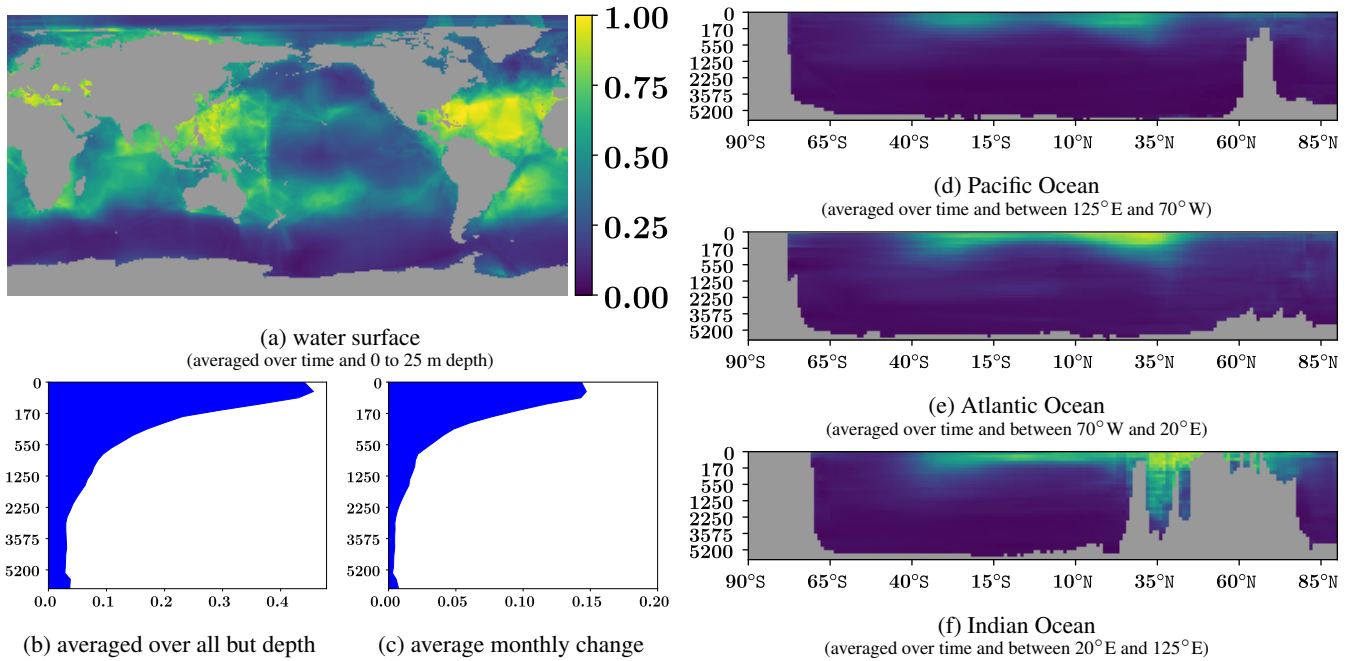 1.00
0.75
0.50
0.25
0.00
(a) water surface
(averaged over time and 0 to 25 m depth)
0
170
550
1250
2250
3575
5200
0.0 0.1 0.2 0.3 0.4
(b) averaged over all but depth
0
170
550
1250
2250
3575
5200
0.00 0.05 0.10 0.15 0.20
(c) average monthly change
0
170
550
1250
2250
3575
5200
90°S 65°S 40°S 15°S 10°N 35°N 60°N 85°N
(d) Pacific Ocean
(averaged over time and between 125°E and 70°W)
0
170
550
1250
2250
3575
5200
90°S 65°S 40°S 15°S 10°N 35°N 60°N 85°N
(e) Atlantic Ocean
(averaged over time and between 70°W and 20°E)
0
170
550
1250
2250
3575
5200
90°S 65°S 40°S 15°S 10°N 35°N 60°N 85°N
(f) Indian Ocean
(averaged over time and between 20°E and 125°E)